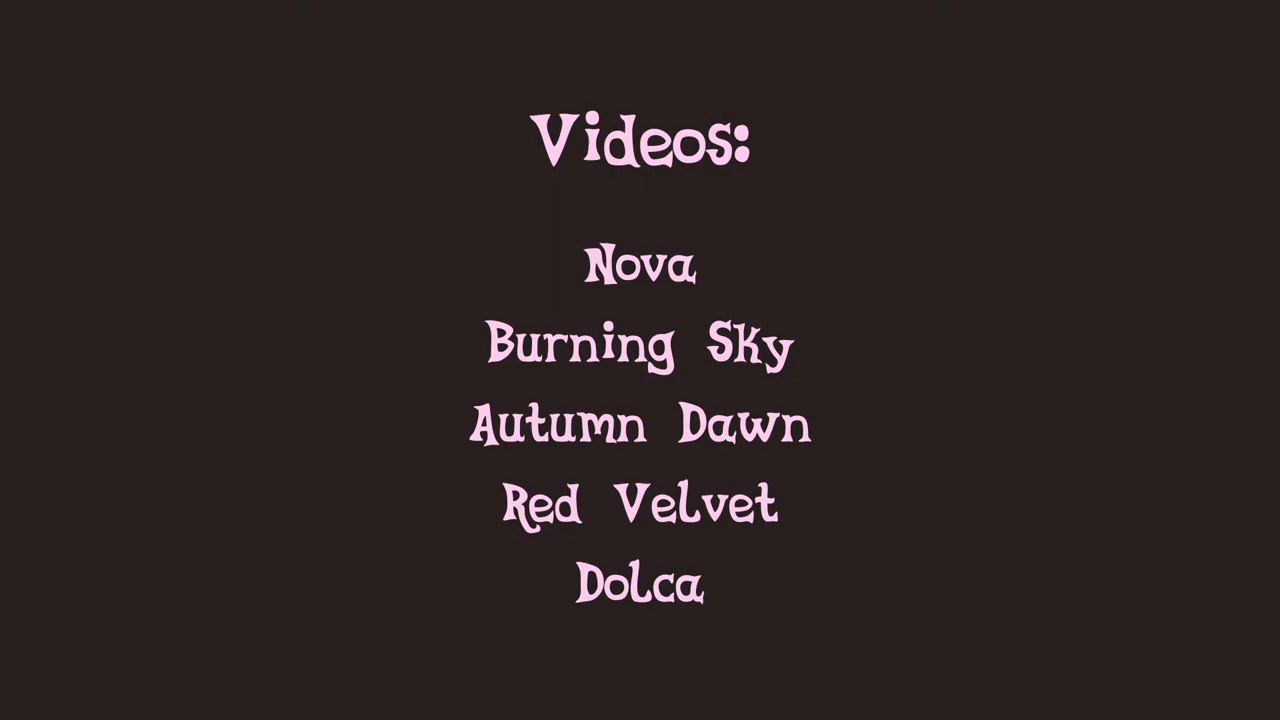 Videos:
Nova
Burning Sky
Autumn Dawn
Red Velvet
Dolca